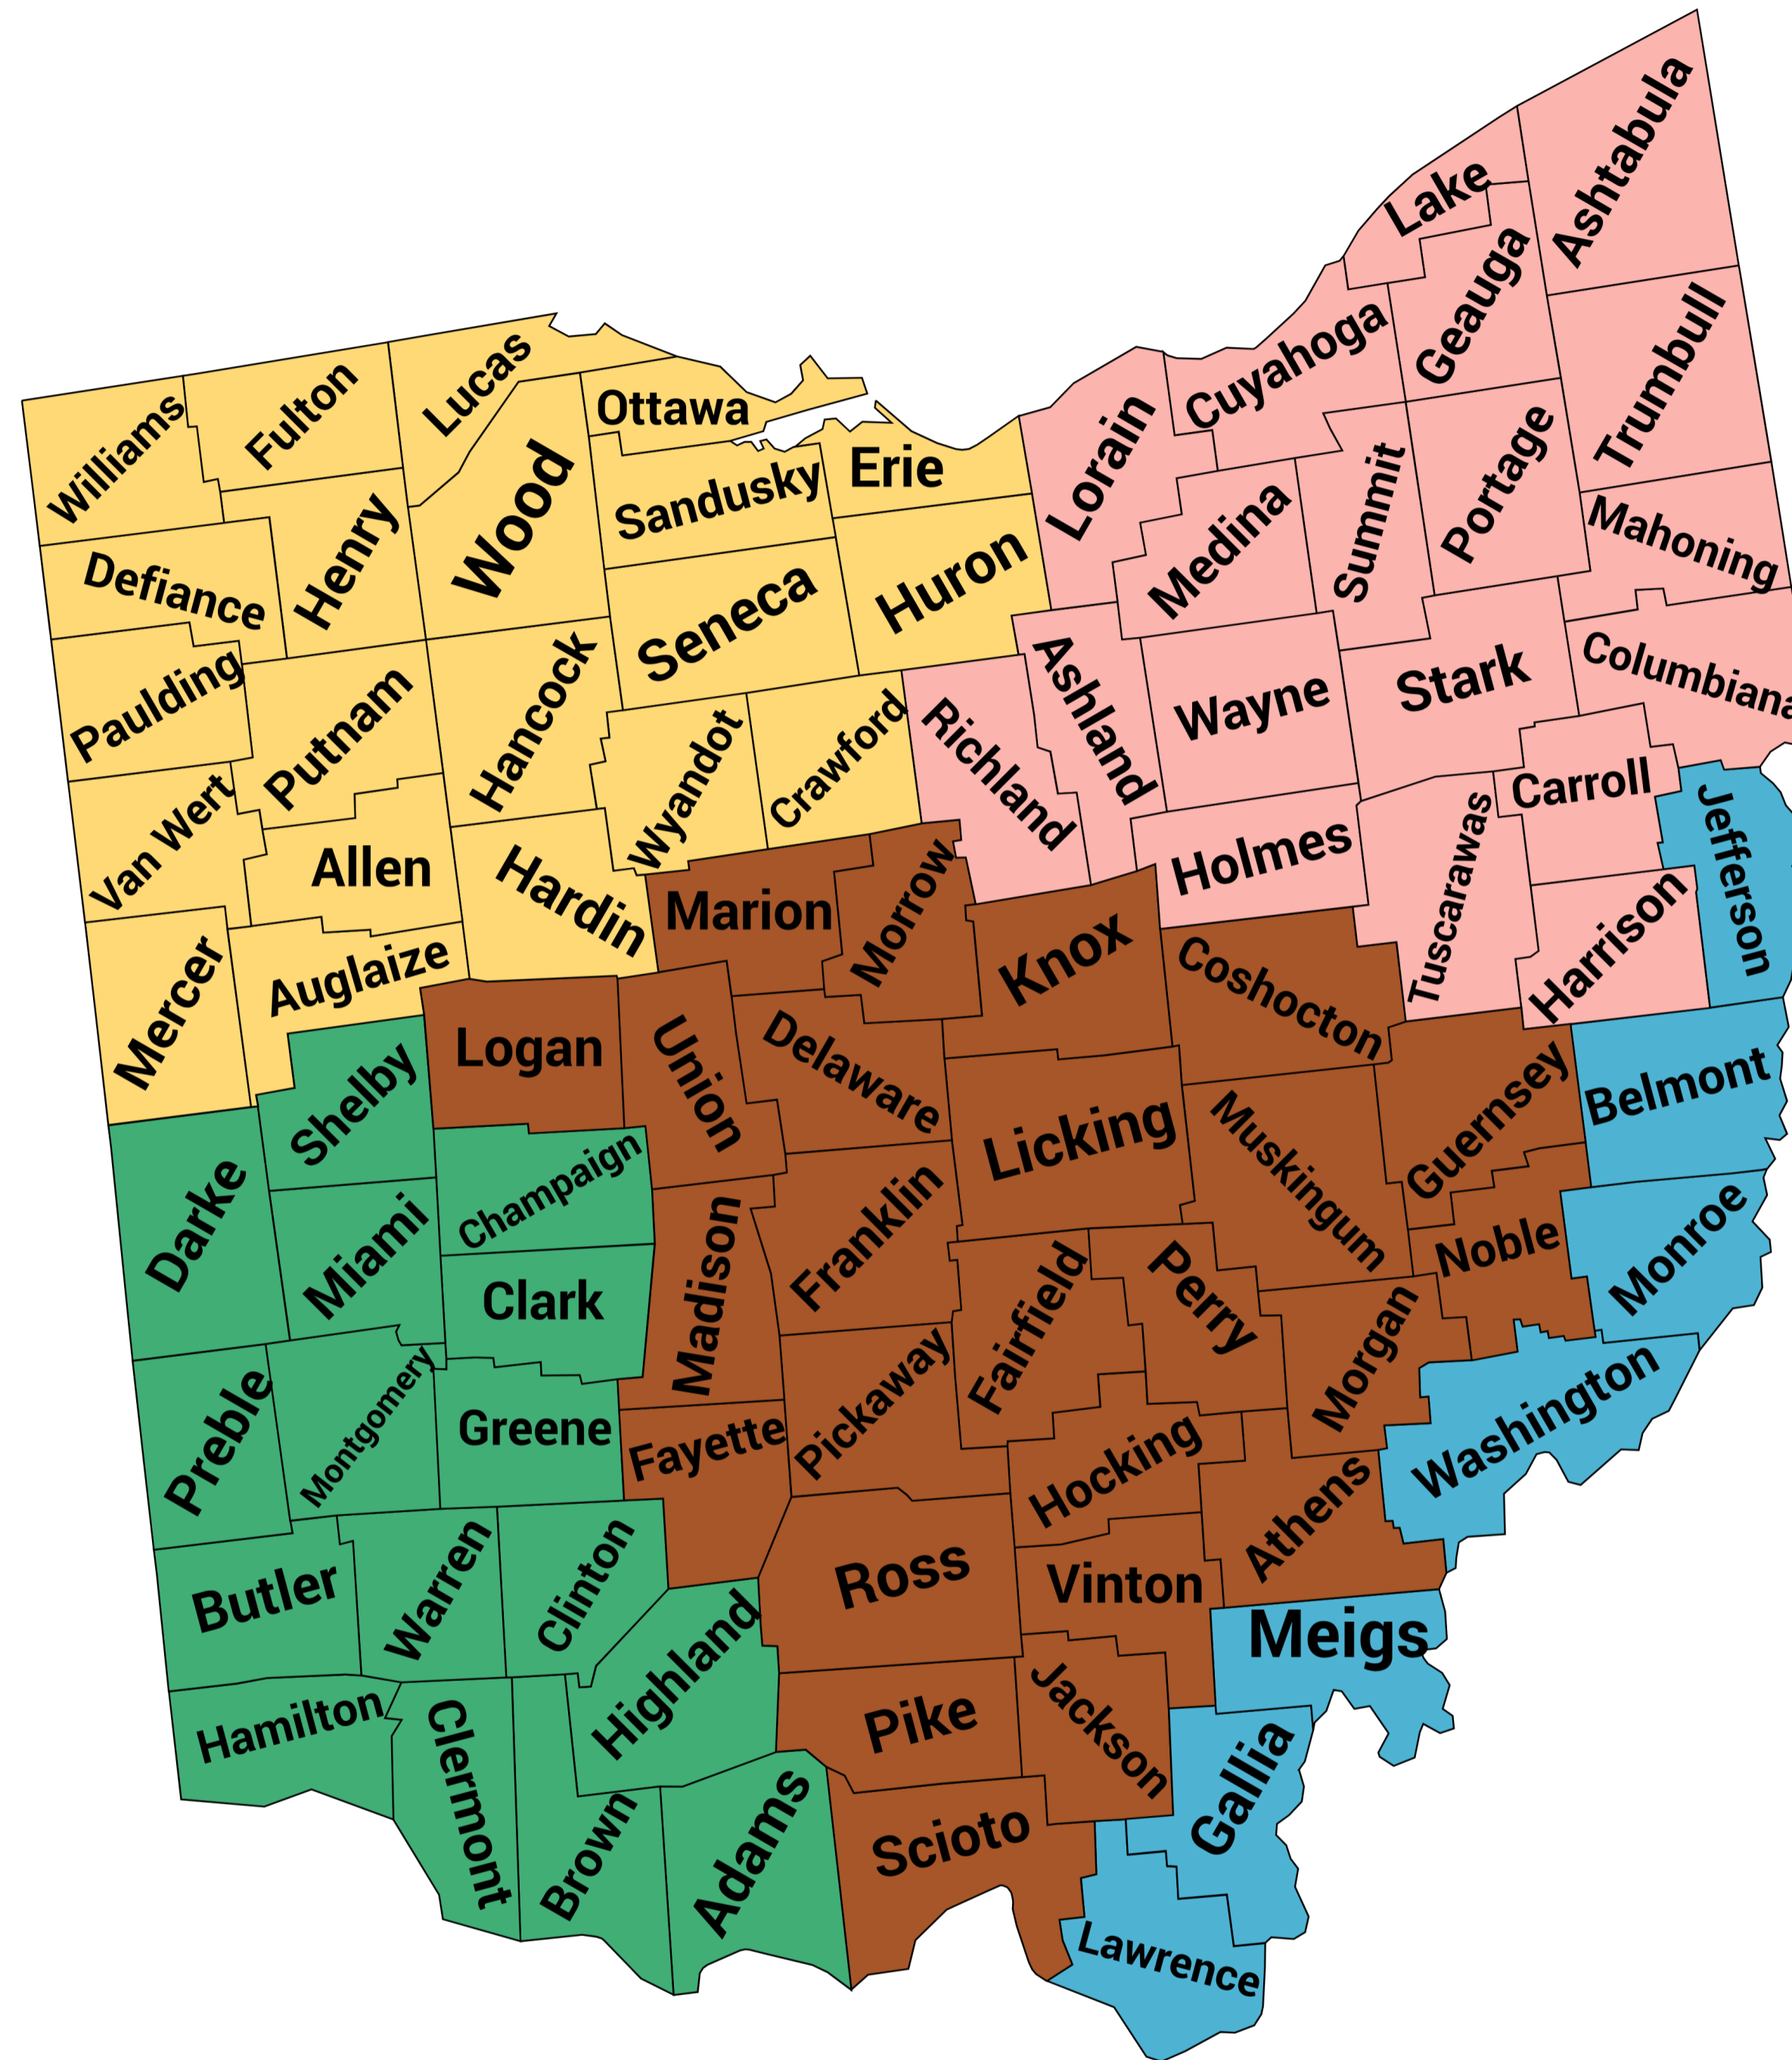 Ashtabula
Lake
Geauga
Cuyahoga
Trumbull
Lucas
Fulton
Williams
Ottawa
Wood
Sandusky
Erie
Lorain
Medina
Summit
Portage
Mahoning
Henry
Defiance
Seneca
Huron
Paulding
Putnam
Hancock
Wyandot
Crawford
Richland
Ashland
Wayne
Stark
Columbiana
Van Wert
Allen
Hardin
Marion
Morrow
Knox
Holmes
Tuscarawas
Carroll
Jefferson
Harrison
Mercer
Auglaize
Logan
Union
Delaware
Coshocton
Shelby
Champaign
Licking
Muskingum
Guernsey
Belmont
Darke
Miami
Clark
Madison
Franklin
Fairfield
Perry
Noble
Monroe
Preble
Montgomery
Greene
Fayette
Pickaway
Hocking
Morgan
Washington
Butler
Warren
Clinton
Highland
Ross
Vinton
Athens
Meigs
Hamilton
Clermont
Brown
Adams
Pike
Jackson
Gallia
Scioto
Lawrence